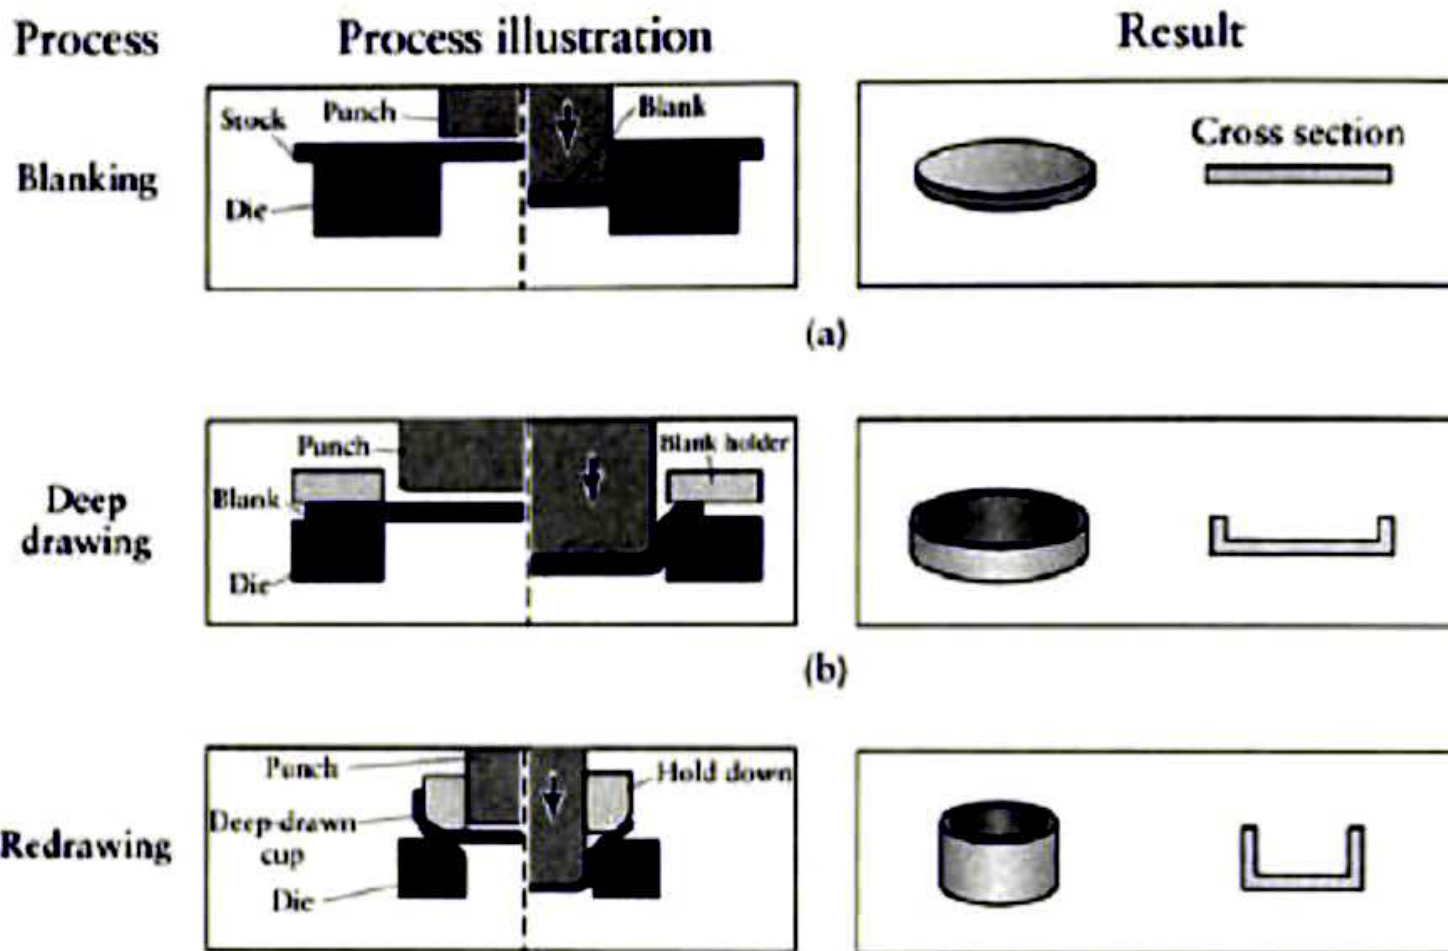 Process
Process illustration
Result
Blanking
Stock
Punch
Blank
Die
Cross section
(a)
Deep
drawing
Punch
Blank holder
Blank
Die
(b)
Redrawing
Punch
Hold down
Deep-drawn
cup
Die